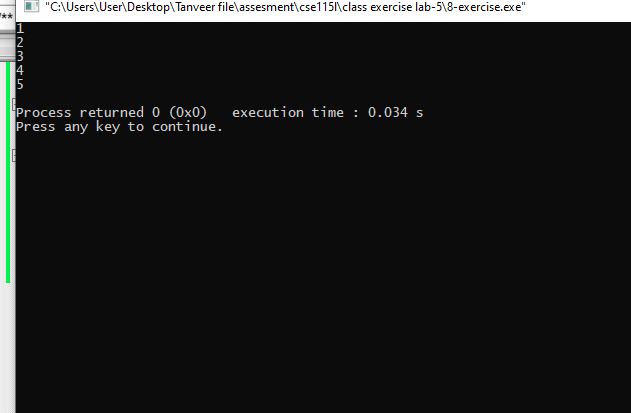 "C:\Users\User\Desktop\Tanveer file\assesment\cse115l\class exercise lab-5\8-exercise.exe"
/**
1
2
3
4
5
Process returned 0 (0x0)   execution time : 0.034 s
Press any key to continue.